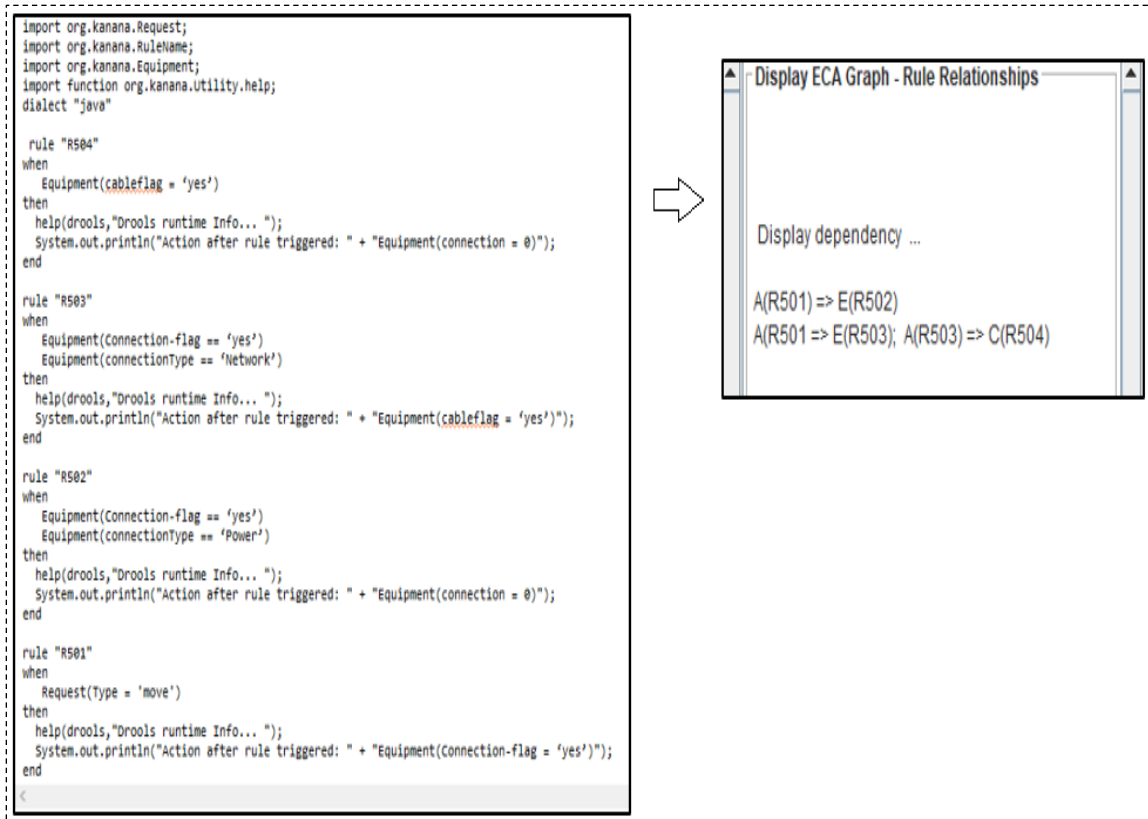 import org.kanana.Request;
import org.kanana.RuleName;
import org.kanana.Equipment;
import function org.kanana.Utility.help;
dialect "java"
rule "R504"
when
Equipment(cableflag = ‘yes’)
then
help(drools,"Drools runtime Info... ");
System.out.println("Action after rule triggered: " + "Equipment(connection = 0)");
end
rule "R503"
when
Equipment(Connection-flag == ‘yes’)
Equipment(connectionType == ‘Network’)
then
help(drools,"Drools runtime Info... ");
System.out.println("Action after rule triggered: " + "Equipment(cableflag = ‘yes’)");
end
rule "R502"
when
Equipment(Connection-flag == ‘yes’)
Equipment(connectionType == ‘Power’)
then
help(drools,"Drools runtime Info... ");
System.out.println("Action after rule triggered: " + "Equipment(connection = 0)");
end
rule "R501"
when
Request(Type = 'move')
then
help(drools,"Drools runtime Info... ");
System.out.println("Action after rule triggered: " + "Equipment(Connection-flag = ‘yes’)");
end
Display ECA Graph - Rule Relationships
Display dependency ...
A(R501) => E(R502)
A(R501 => E(R503); A(R503) => C(R504)